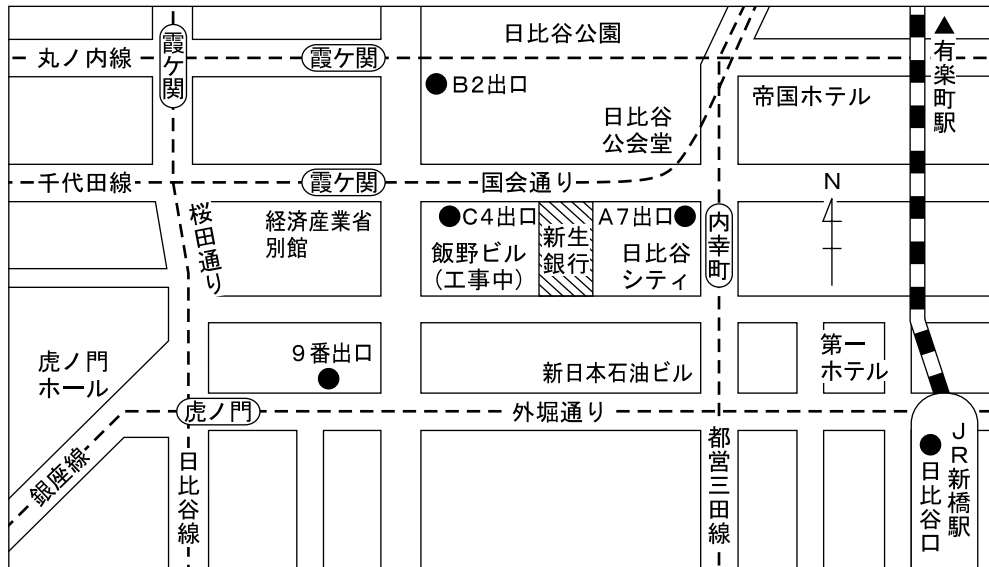 日比谷公園
丸ノ内線
霞ケ関
霞ケ関
B2出口
日比谷
公会堂
帝国ホテル
▲有楽町駅
千代田線
霞ケ関
国会通り
N
桜田通り
経済産業省
別館
C4出口
飯野ビル
(工事中)
新生
銀行
A7出口
日比谷
シティ
内幸町
虎ノ門
ホール
9番出口
新日本石油ビル
第一
ホテル
虎ノ門
外堀通り
銀座線
日比谷線
都営三田線
JR新橋駅
日比谷口